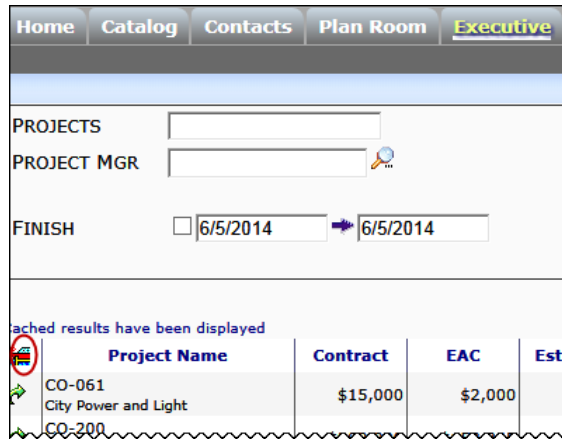 Home Catalog Contacts Plan Room Executive
PROJECTS
PROJECT MGR
FINISH 6/5/2014 6/5/2014
ached results have been displayed
Project Name Contract EAC Est
CO-061 $15,000 $2,000
City Power and Light
CO-200